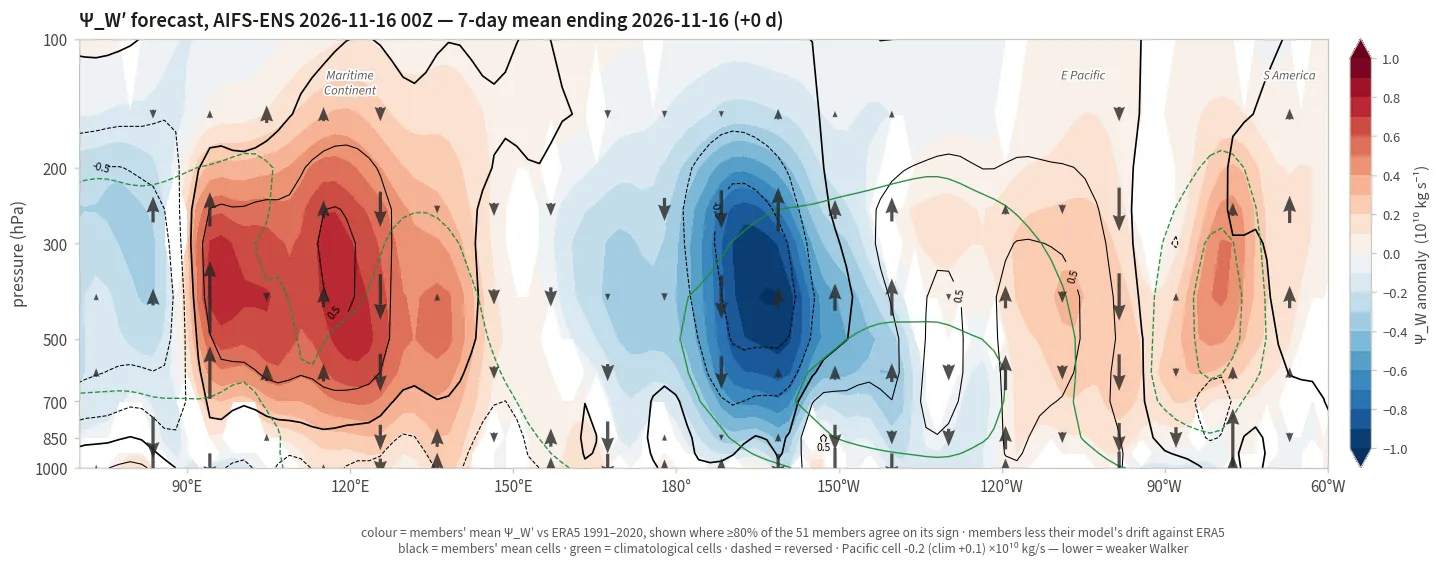 Ψ_W′ forecast, AIFS-ENS 2026-11-16 00Z — 7-day mean ending 2026-11-16 (+0 d)
100
200
300
400
500
700
850
1000
pressure (hPa)
Maritime
Continent
E Pacific
S America
-0.5
0.5
0.5
0.5
0.5
90°E
120°E
150°E
180°
150°W
120°W
90°W
60°W
1.0
0.8
0.6
0.4
0.2
0.0
−0.2
−0.4
−0.6
−0.8
−1.0
Ψ_W anomaly (10¹⁰ kg s⁻¹)
colour = members' mean Ψ_W′ vs ERA5 1991–2020, shown where ≥80% of the 51 members agree on its sign · members less their model's drift against ERA5
black = members' mean cells · green = climatological cells · dashed = reversed · Pacific cell -0.2 (clim +0.1) ×10¹⁰ kg/s — lower = weaker Walker